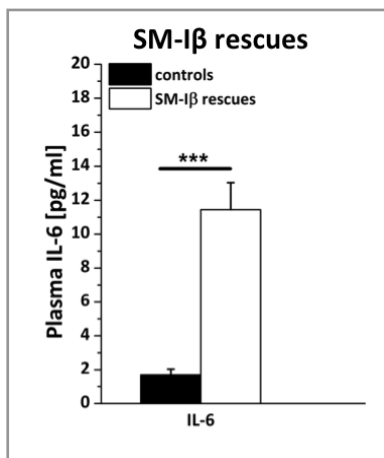 SM-Iβ rescues
controls
SM-Iβ rescues
***
Plasma IL-6 [pg/ml]
20
18
16
14
12
10
8
6
4
2
0
IL-6